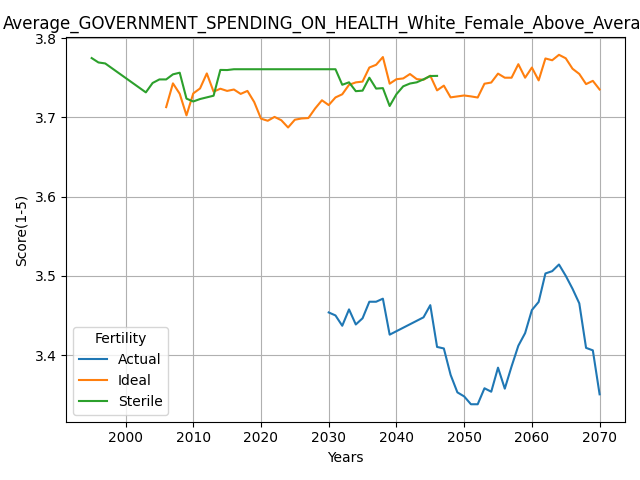 Average_GOVERNMENT_SPENDING_ON_HEALTH_White_Female_Above_Avera
3.8
3.7
3.6
3.5
3.4
Score(1-5)
Fertility
Actual
Ideal
Sterile
2000 2010 2020 2030 2040 2050 2060 2070
Years